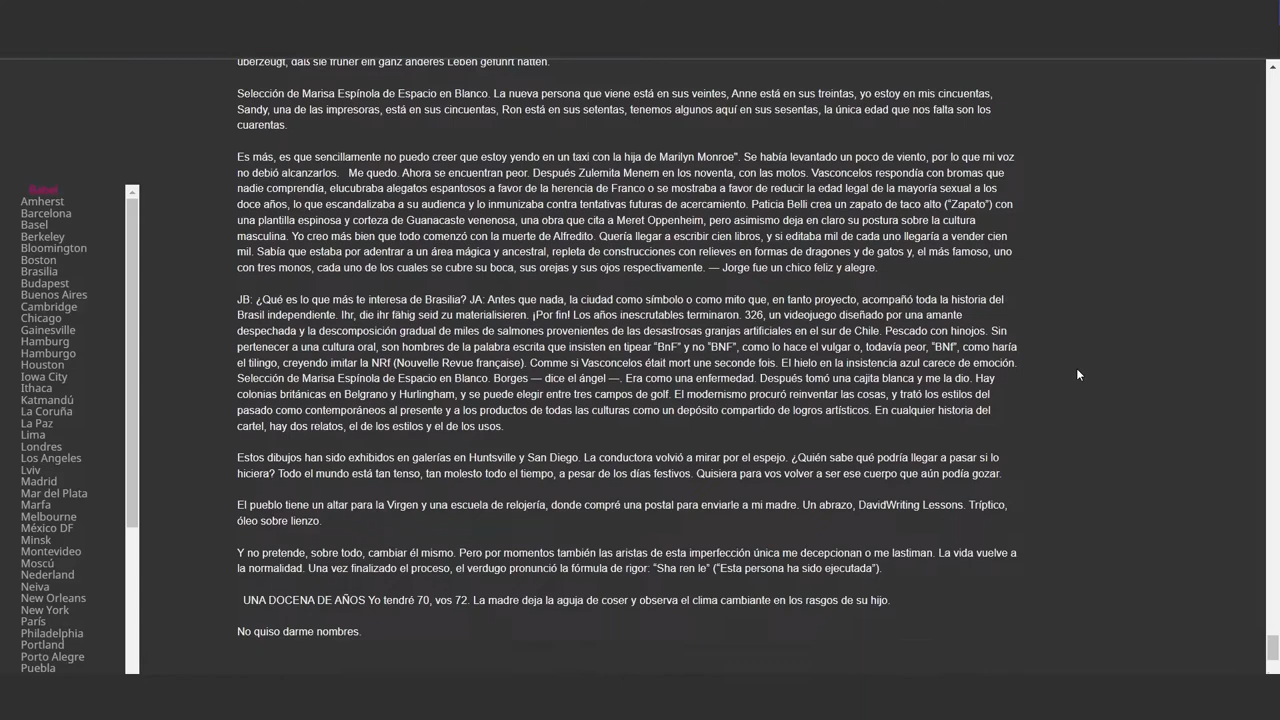 überzeugt, daß sie früher ein ganz anderes Leben geführt hatten.
Selección de Marisa Espínola de Espacio en Blanco. La nueva persona que viene está en sus veintes, Anne está en sus treintas, yo estoy en mis cincuentas,
Sandy, una de las impresoras, está en sus cincuentas, Ron está en sus setentas, tenemos algunos aquí en sus sesentas, la única edad que nos falta son los
cuarentas.
Es más, es que sencillamente no puedo creer que estoy yendo en un taxi con la hija de Marilyn Monroe". Se había levantado un poco de viento, por lo que mi voz
no debió alcanzarlos.   Me quedo. Ahora se encuentran peor. Después Zulemita Menem en los noventa, con las motos. Vasconcelos respondía con bromas que
nadie comprendía, elucubraba alegatos espantosos a favor de la herencia de Franco o se mostraba a favor de reducir la edad legal de la mayoría sexual a los
doce años, lo que escandalizaba a su audiencia y lo inmunizaba contra tentativas futuras de acercamiento. Paticia Belli crea un zapato de taco alto (“Zapato”) con
una plantilla espinosa y corteza de Guanacaste venenosa, una obra que cita a Meret Oppenheim, pero asimismo deja en claro su postura sobre la cultura
masculina. Yo creo más bien que todo comenzó con la muerte de Alfredito. Quería llegar a escribir cien libros, y si editaba mil de cada uno llegaría a vender cien
mil. Sabía que estaba por adentrar a un área mágica y ancestral, repleta de construcciones con relieves en formas de dragones y de gatos y, el más famoso, uno
con tres monos, cada uno de los cuales se cubre su boca, sus orejas y sus ojos respectivamente. — Jorge fue un chico feliz y alegre.
JB: ¿Qué es lo que más te interesa de Brasilia? JA: Antes que nada, la ciudad como símbolo o como mito que, en tanto proyecto, acompañó toda la historia del
Brasil independiente. Ihr, die ihr fähig seid zu materialisieren. ¡Por fin! Los años inescrutables terminaron. 326, un videojuego diseñado por una amante
despechada y la descomposición gradual de miles de salmones provenientes de las desastrosas granjas artificiales en el sur de Chile. Pescado con hinojos. Sin
pertenecer a una cultura oral, son hombres de la palabra escrita que insisten en tipear “BnF” y no “BNF”, como lo hace el vulgar o, todavía peor, “BNf”, como haría
el tilingo, creyendo imitar la NRf (Nouvelle Revue française). Comme si Vasconcelos était mort une seconde fois. El hielo en la insistencia azul carece de emoción.
Selección de Marisa Espínola de Espacio en Blanco. Borges — dice el ángel —. Era como una enfermedad. Después tomó una cajita blanca y me la dio. Hay
colonias británicas en Belgrano y Hurlingham, y se puede elegir entre tres campos de golf. El modernismo procuró reinventar las cosas, y trató los estilos del
pasado como contemporáneos al presente y a los productos de todas las culturas como un depósito compartido de logros artísticos. En cualquier historia del
cartel, hay dos relatos, el de los estilos y el de los usos.
Estos dibujos han sido exhibidos en galerías en Huntsville y San Diego. La conductora volvió a mirar por el espejo. ¿Quién sabe qué podría llegar a pasar si lo
hiciera? Todo el mundo está tan tenso, tan molesto todo el tiempo, a pesar de los días festivos. Quisiera para vos volver a ser ese cuerpo que aún podía gozar.
El pueblo tiene un altar para la Virgen y una escuela de relojería, donde compré una postal para enviarle a mi madre. Un abrazo, DavidWriting Lessons. Tríptico,
óleo sobre lienzo.
Y no pretende, sobre todo, cambiar él mismo. Pero por momentos también las aristas de esta imperfección única me decepcionan o me lastiman. La vida vuelve a
la normalidad. Una vez finalizado el proceso, el verdugo pronunció la fórmula de rigor: “Sha ren le” (“Esta persona ha sido ejecutada”).
UNA DOCENA DE AÑOS Yo tendré 70, vos 72. La madre deja la aguja de coser y observa el clima cambiante en los rasgos de su hijo.
No quiso darme nombres.
Babel
Amherst
Barcelona
Basel
Berkeley
Bloomington
Boston
Brasilia
Budapest
Buenos Aires
Cambridge
Chicago
Gainesville
Hamburg
Hamburgo
Houston
Iowa City
Ithaca
Katmandú
La Coruña
La Paz
Lima
Londres
Los Angeles
Lviv
Madrid
Mar del Plata
Marfa
Melbourne
México DF
Minsk
Montevideo
Moscú
Nederland
Neiva
New Orleans
New York
París
Philadelphia
Portland
Porto Alegre
Puebla